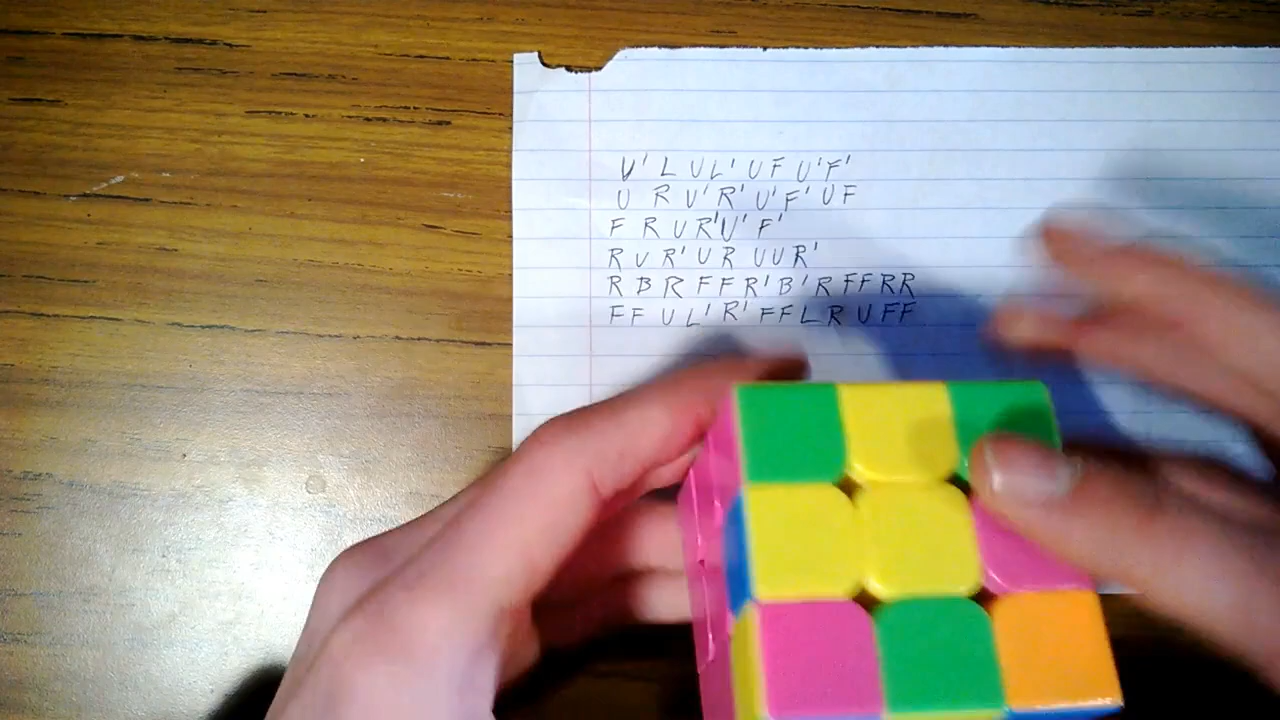 U' L U L' U F U' F'
U R U' R' U' F' U F
F R U R' U' F'
R U R' U R U U R'
R B R F F R' B' R F F R R
F F U L' R' F F L R U F F